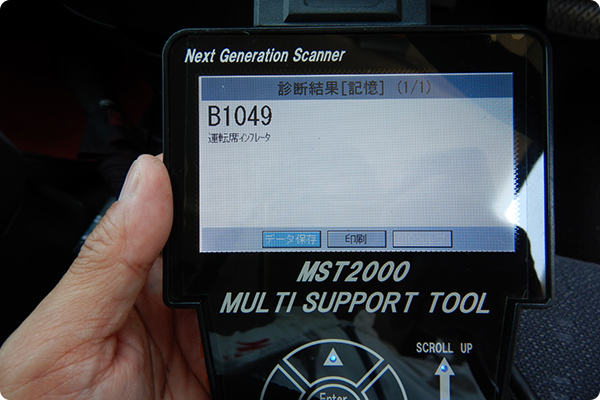 Next Generation Scanner
診断結果[記憶] (1/1)
B1049
運転席ｲﾝﾌﾚｰﾀ
データ保存 印刷
MST2000
MULTI SUPPORT TOOL
SCROLL UP
Enter